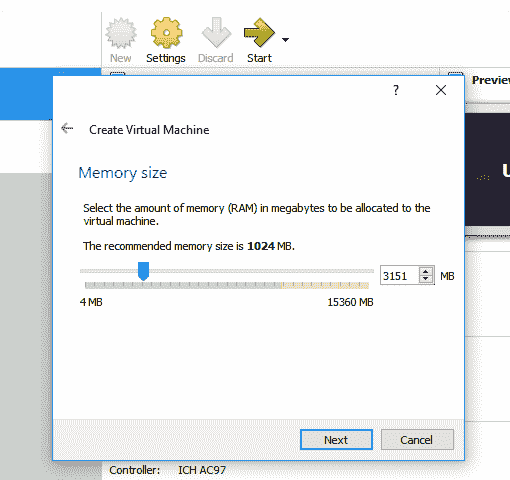 New Settings Discard Start
Preview
?
Create Virtual Machine
Memory size
Select the amount of memory (RAM) in megabytes to be allocated to the
virtual machine.
The recommended memory size is 1024 MB.
3151 MB
4 MB 15360 MB
Next Cancel
Controller: ICH AC97